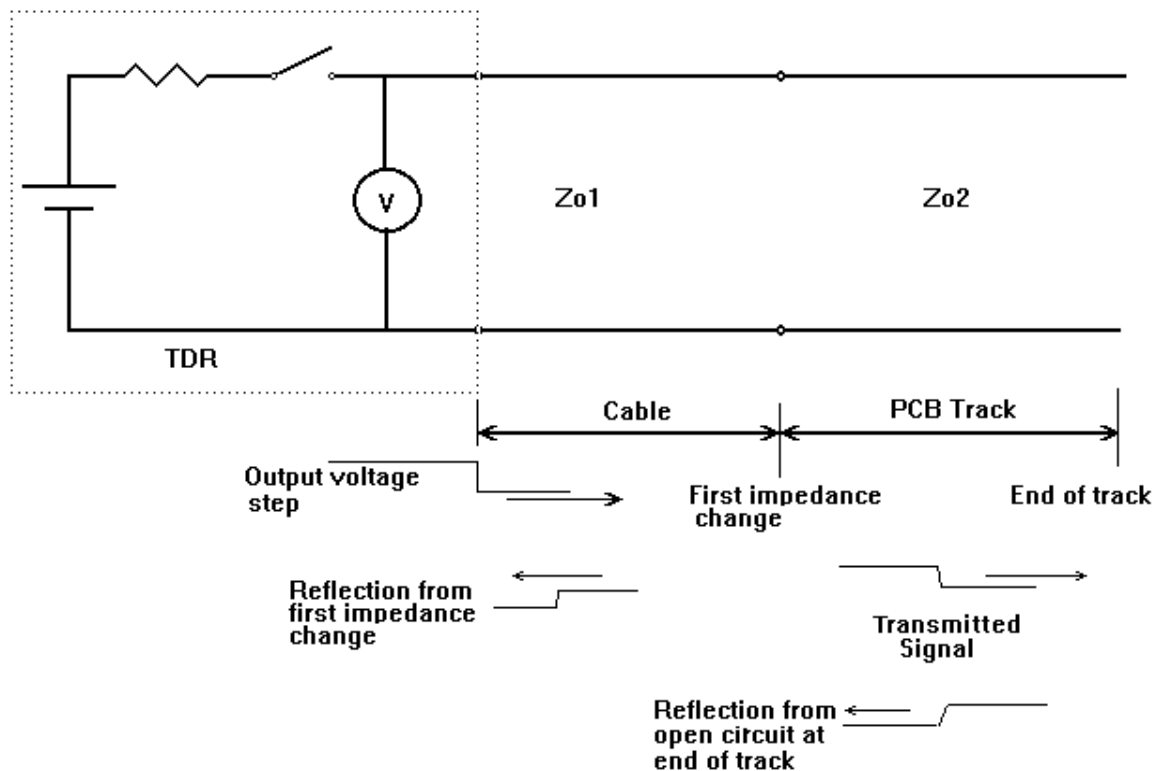 V
Zo1
Zo2
TDR
Cable
PCB Track
Output voltage
step
First impedance
change
End of track
Reflection from
first impedance
change
Transmitted
Signal
Reflection from
open circuit at
end of track